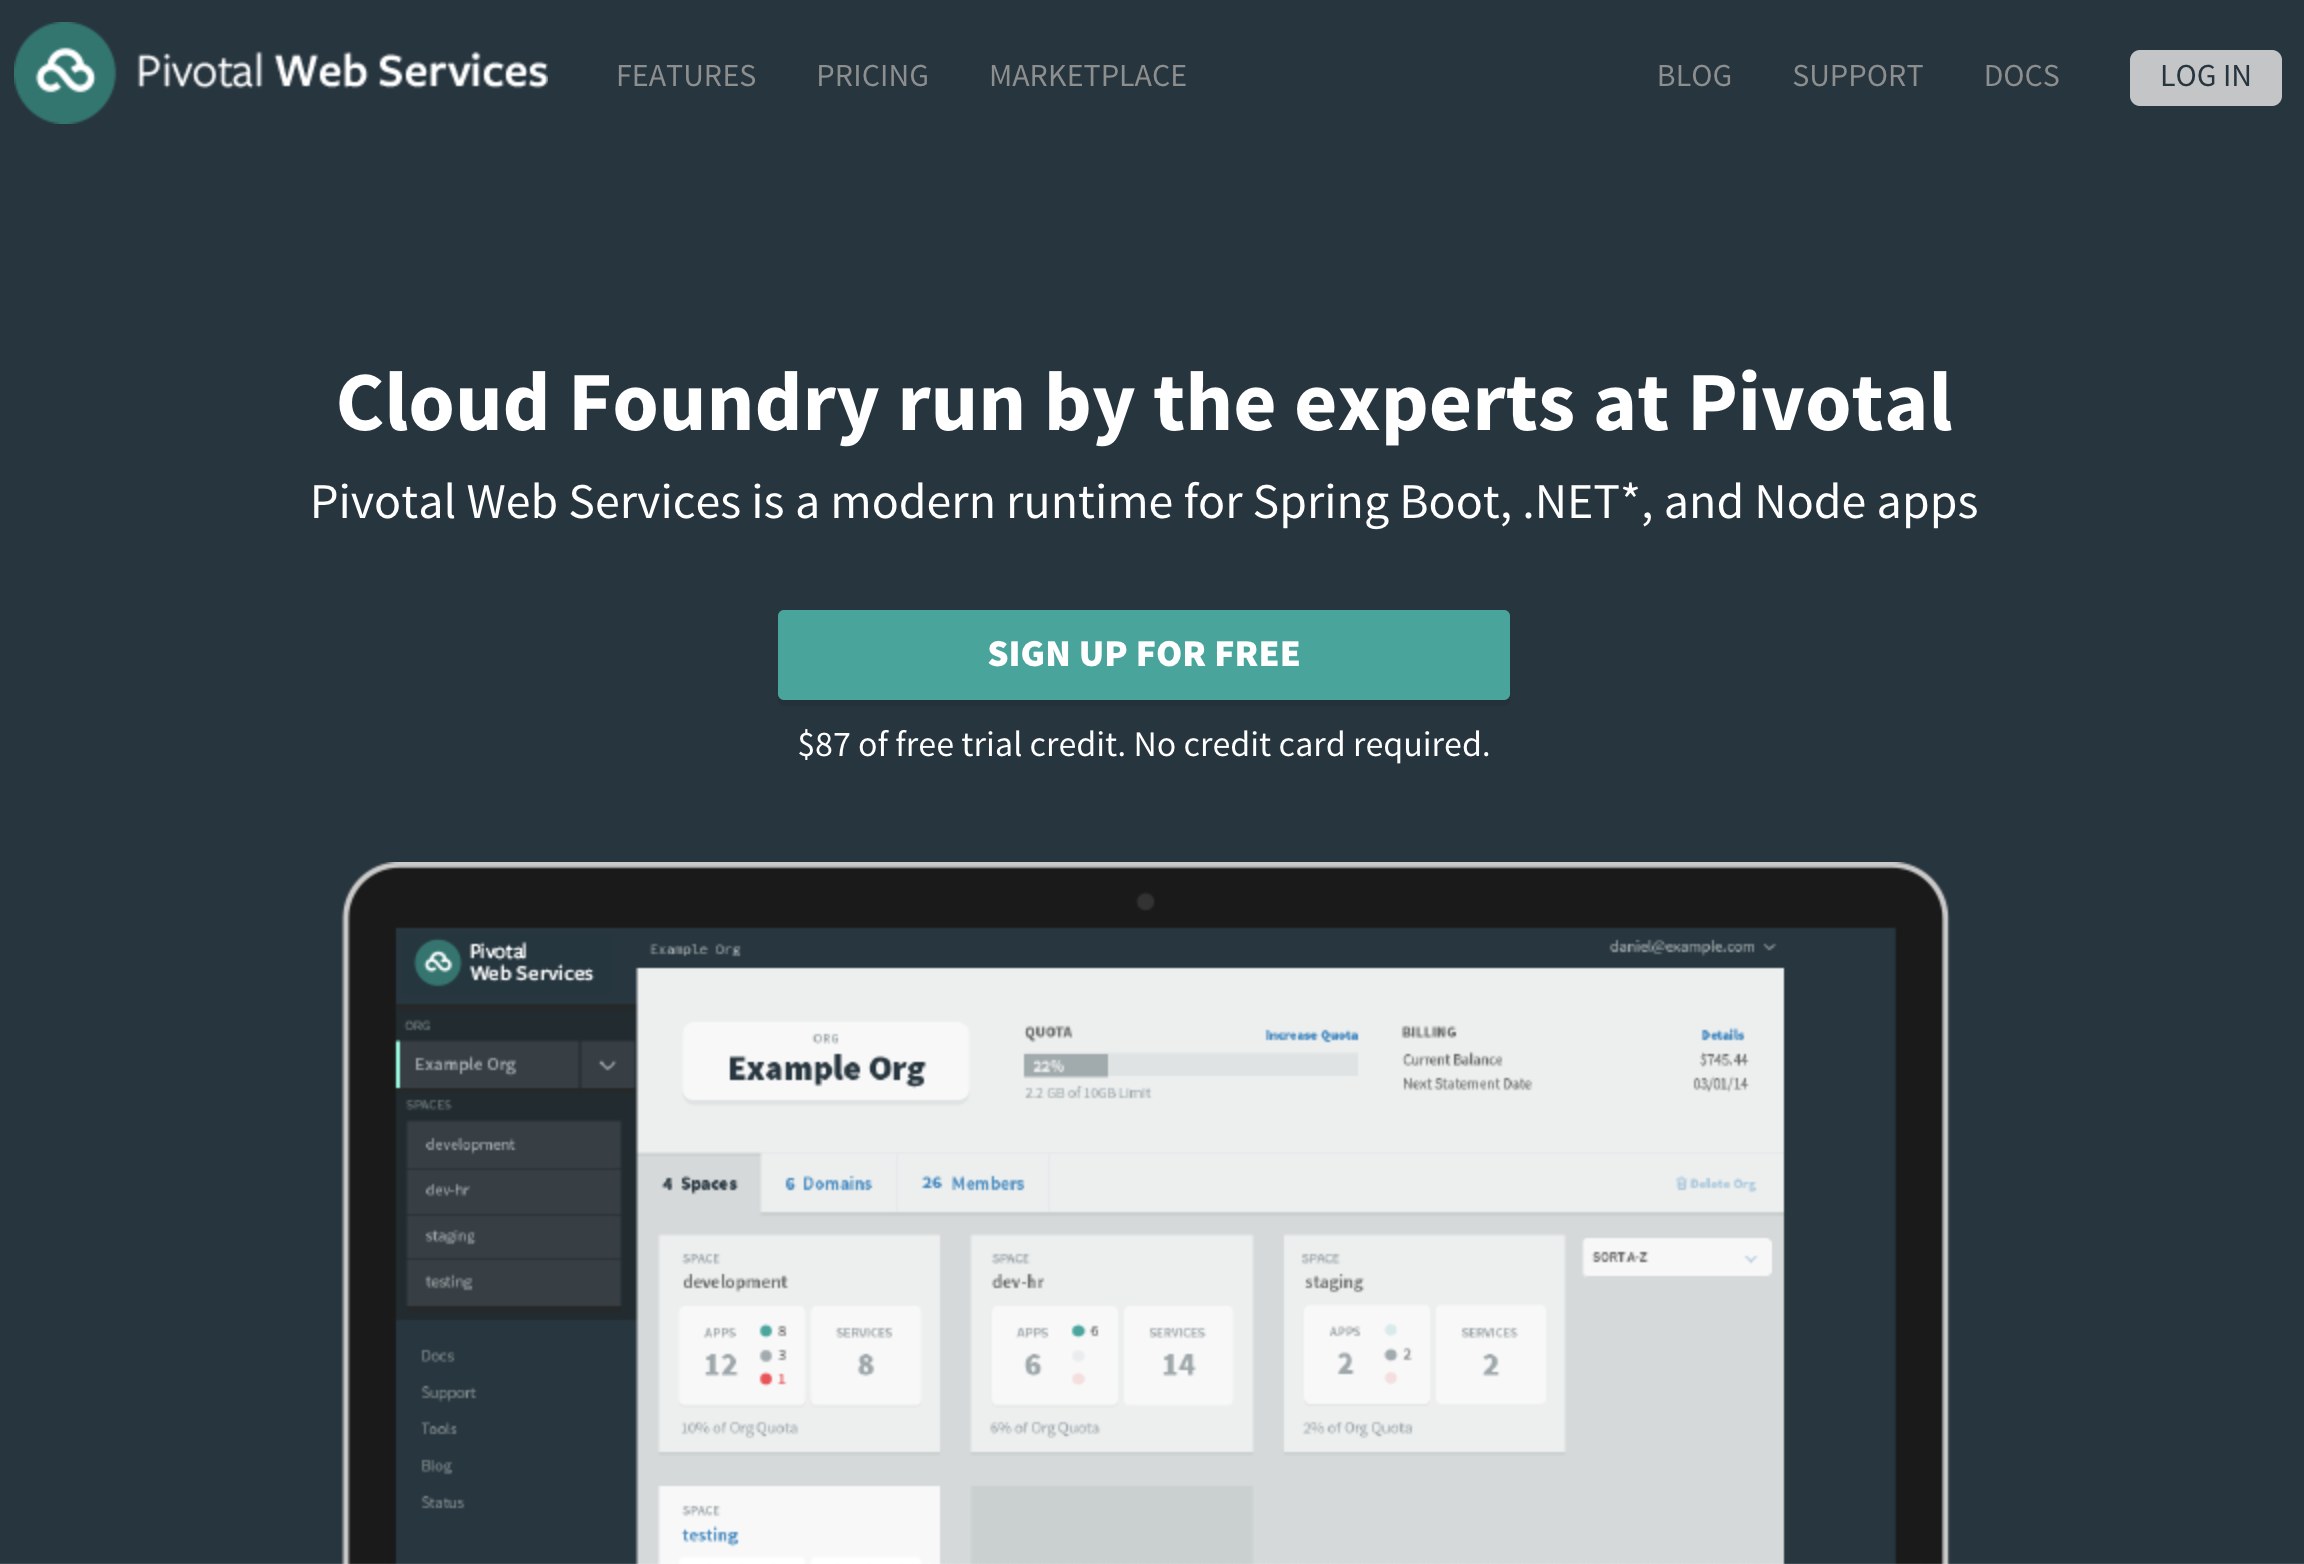 Pivotal Web Services
FEATURES
PRICING
MARKETPLACE
BLOG
SUPPORT
DOCS
LOG IN
Cloud Foundry run by the experts at Pivotal
Pivotal Web Services is a modern runtime for Spring Boot, .NET*, and Node apps
SIGN UP FOR FREE
$87 of free trial credit. No credit card required.
Pivotal
Web Services
Example Org
daniel@example.com
ORG
Example Org
SPACES
development
dev-hr
staging
testing
Docs
Support
Tools
Blog
Status
ORG
Example Org
QUOTA
Increase Quota
22%
2.2 GB of 10GB Limit
BILLING
Details
Current Balance
$745.44
Next Statement Date
03/01/14
4 Spaces
6 Domains
26 Members
Delete Org
SPACE
development
APPS
12
8
3
1
SERVICES
8
10% of Org Quota
SPACE
dev-hr
APPS
6
6
SERVICES
14
6% of Org Quota
SPACE
staging
APPS
2
2
SERVICES
2
2% of Org Quota
SORT A-Z
SPACE
testing